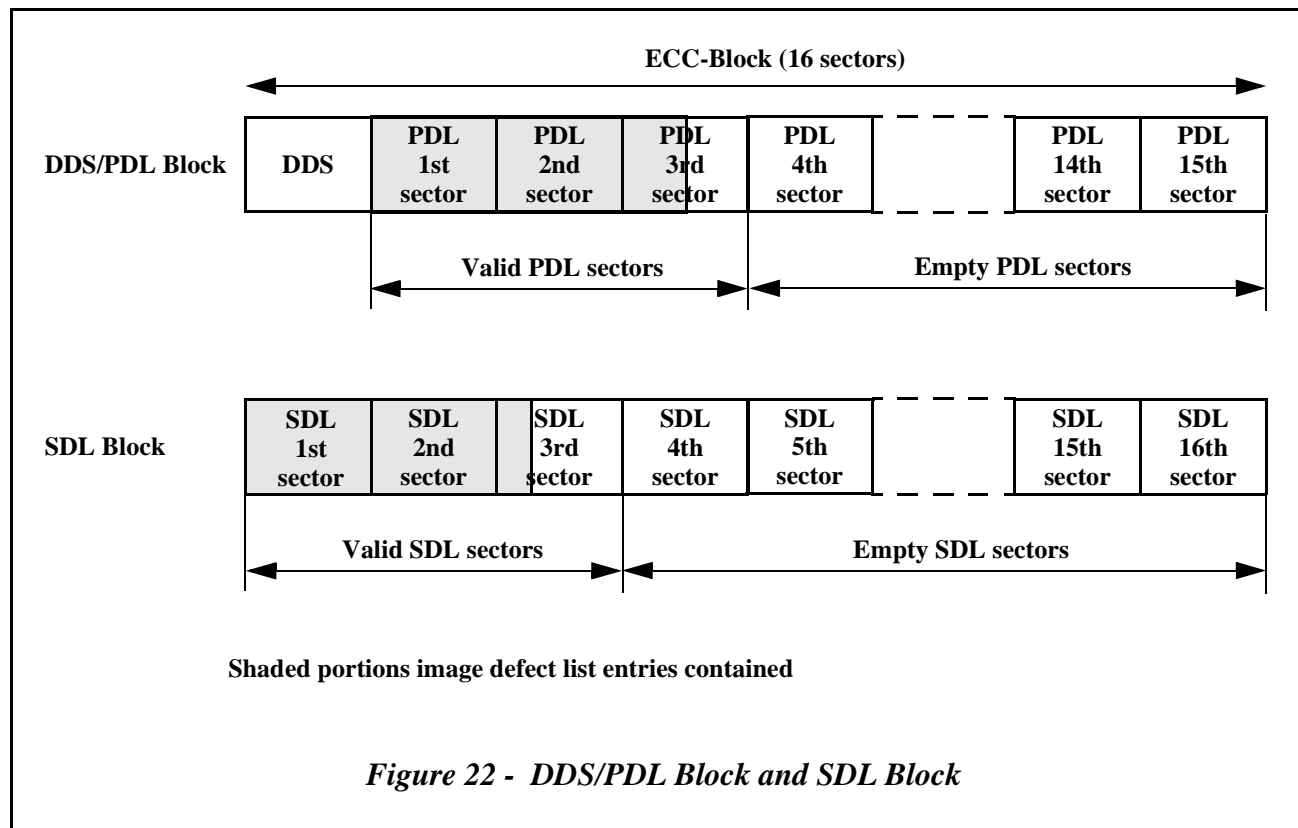 ECC-Block (16 sectors)
DDS/PDL Block
DDS
PDL
1st
sector
PDL
2nd
sector
PDL
3rd
sector
PDL
4th
sector
PDL
14th
sector
PDL
15th
sector
Valid PDL sectors
Empty PDL sectors
SDL Block
SDL
1st
sector
SDL
2nd
sector
SDL
3rd
sector
SDL
4th
sector
SDL
5th
sector
SDL
15th
sector
SDL
16th
sector
Valid SDL sectors
Empty SDL sectors
Shaded portions image defect list entries contained
Figure 22 - DDS/PDL Block and SDL Block